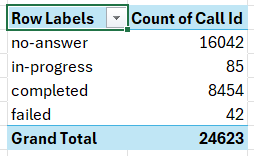 Row Labels Count of Call Id
no-answer 16042
in-progress 85
completed 8454
failed 42
Grand Total 24623